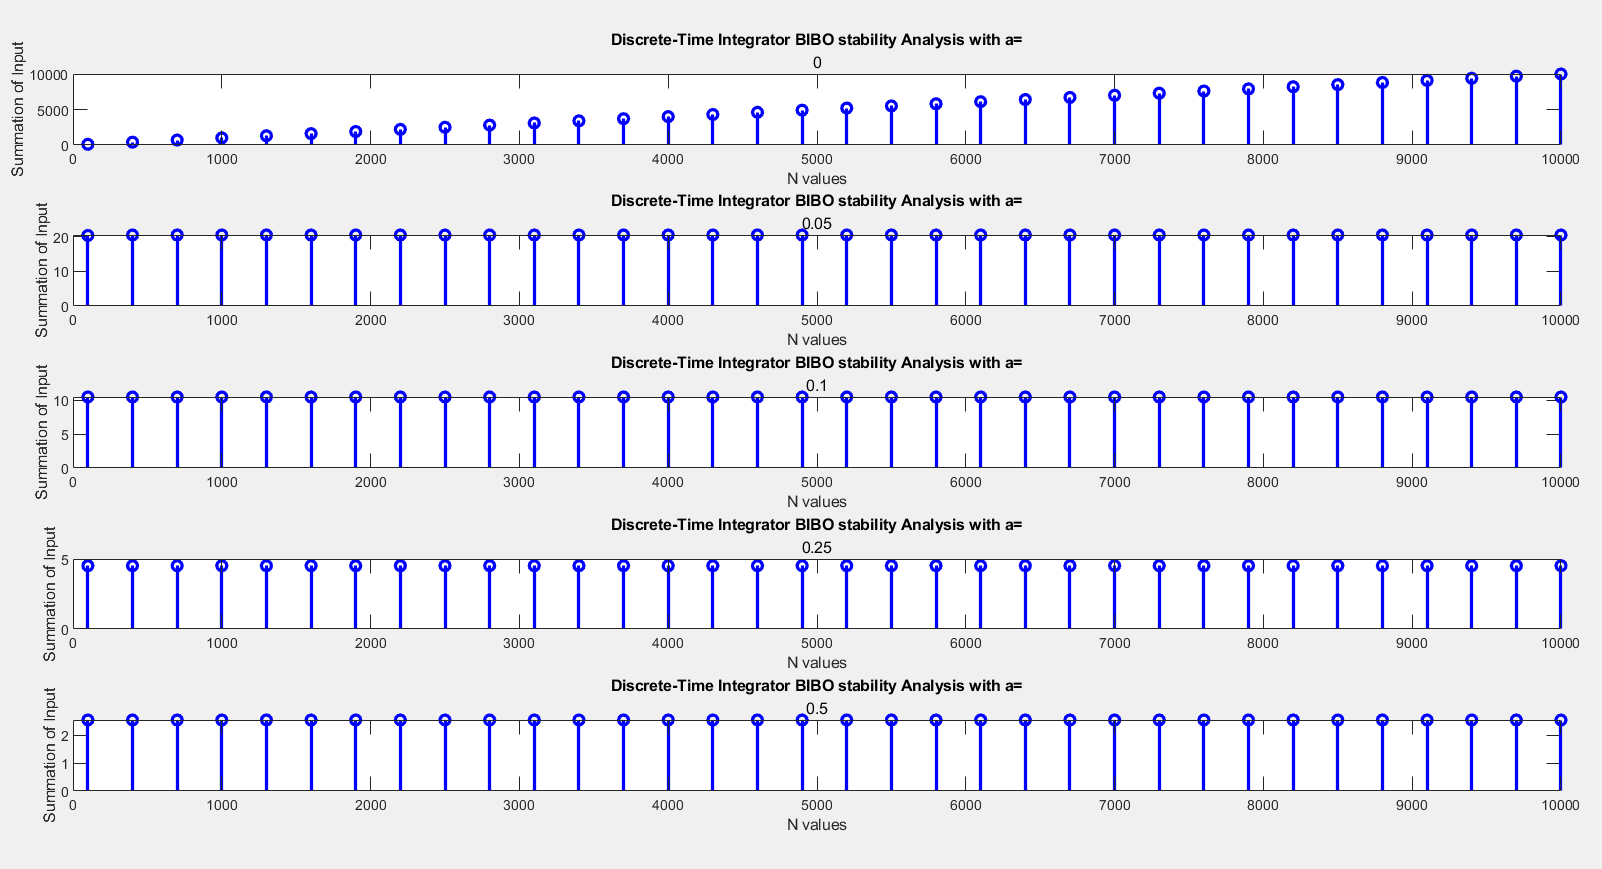 Discrete-Time Integrator BIBO stability Analysis with a=
0
Summation of Input
10000
5000
0
0 1000 2000 3000 4000 5000 6000 7000 8000 9000 10000
N values
Discrete-Time Integrator BIBO stability Analysis with a=
0.05
Summation of Input
20
10
0
0 1000 2000 3000 4000 5000 6000 7000 8000 9000 10000
N values
Discrete-Time Integrator BIBO stability Analysis with a=
0.1
Summation of Input
10
5
0
0 1000 2000 3000 4000 5000 6000 7000 8000 9000 10000
N values
Discrete-Time Integrator BIBO stability Analysis with a=
0.25
Summation of Input
5
0
0 1000 2000 3000 4000 5000 6000 7000 8000 9000 10000
N values
Discrete-Time Integrator BIBO stability Analysis with a=
0.5
Summation of Input
2
1
0
0 1000 2000 3000 4000 5000 6000 7000 8000 9000 10000
N values